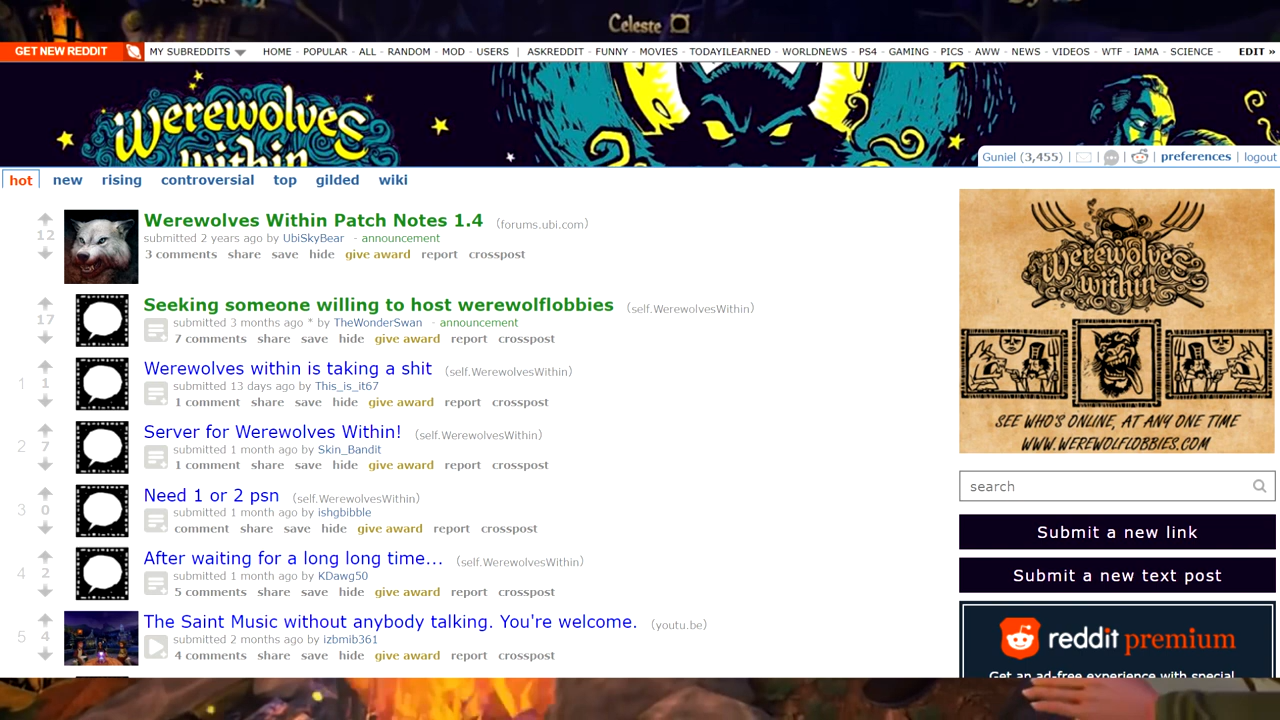 Celeste
GET NEW REDDIT MY SUBREDDITS HOME - POPULAR - ALL - RANDOM - MOD - USERS | ASKREDDIT - FUNNY - MOVIES - TODAYILEARNED - WORLDNEWS - PS4 - GAMING - PICS - AWW - NEWS - VIDEOS - WTF - IAMA - SCIENCE - EDIT »
Werewolves
within
Guniel (3,455) | | | | preferences | logout
hot new rising controversial top gilded wiki
Werewolves Within Patch Notes 1.4 (forums.ubi.com)
12
submitted 2 years ago by UbiSkyBear - announcement
3 comments share save hide give award report crosspost
Seeking someone willing to host werewolflobbies (self.WerewolvesWithin)
17
submitted 3 months ago * by TheWonderSwan - announcement
7 comments share save hide give award report crosspost
Werewolves within is taking a shit (self.WerewolvesWithin)
1 1
submitted 13 days ago by This_is_it67
1 comment share save hide give award report crosspost
Server for Werewolves Within! (self.WerewolvesWithin)
2 7
submitted 1 month ago by Skin_Bandit
1 comment share save hide give award report crosspost
Need 1 or 2 psn (self.WerewolvesWithin)
3 0
submitted 1 month ago by ishgbibble
comment share save hide give award report crosspost
After waiting for a long long time... (self.WerewolvesWithin)
4 2
submitted 1 month ago by KDawg50
5 comments share save hide give award report crosspost
The Saint Music without anybody talking. You're welcome. (youtu.be)
5 4
submitted 2 months ago by izbmib361
4 comments share save hide give award report crosspost
Werewolves
within
SEE WHO'S ONLINE, AT ANY ONE TIME
WWW.WEREWOLFLOBBIES.COM
search
Submit a new link
Submit a new text post
reddit premium
Get an ad-free experience with special